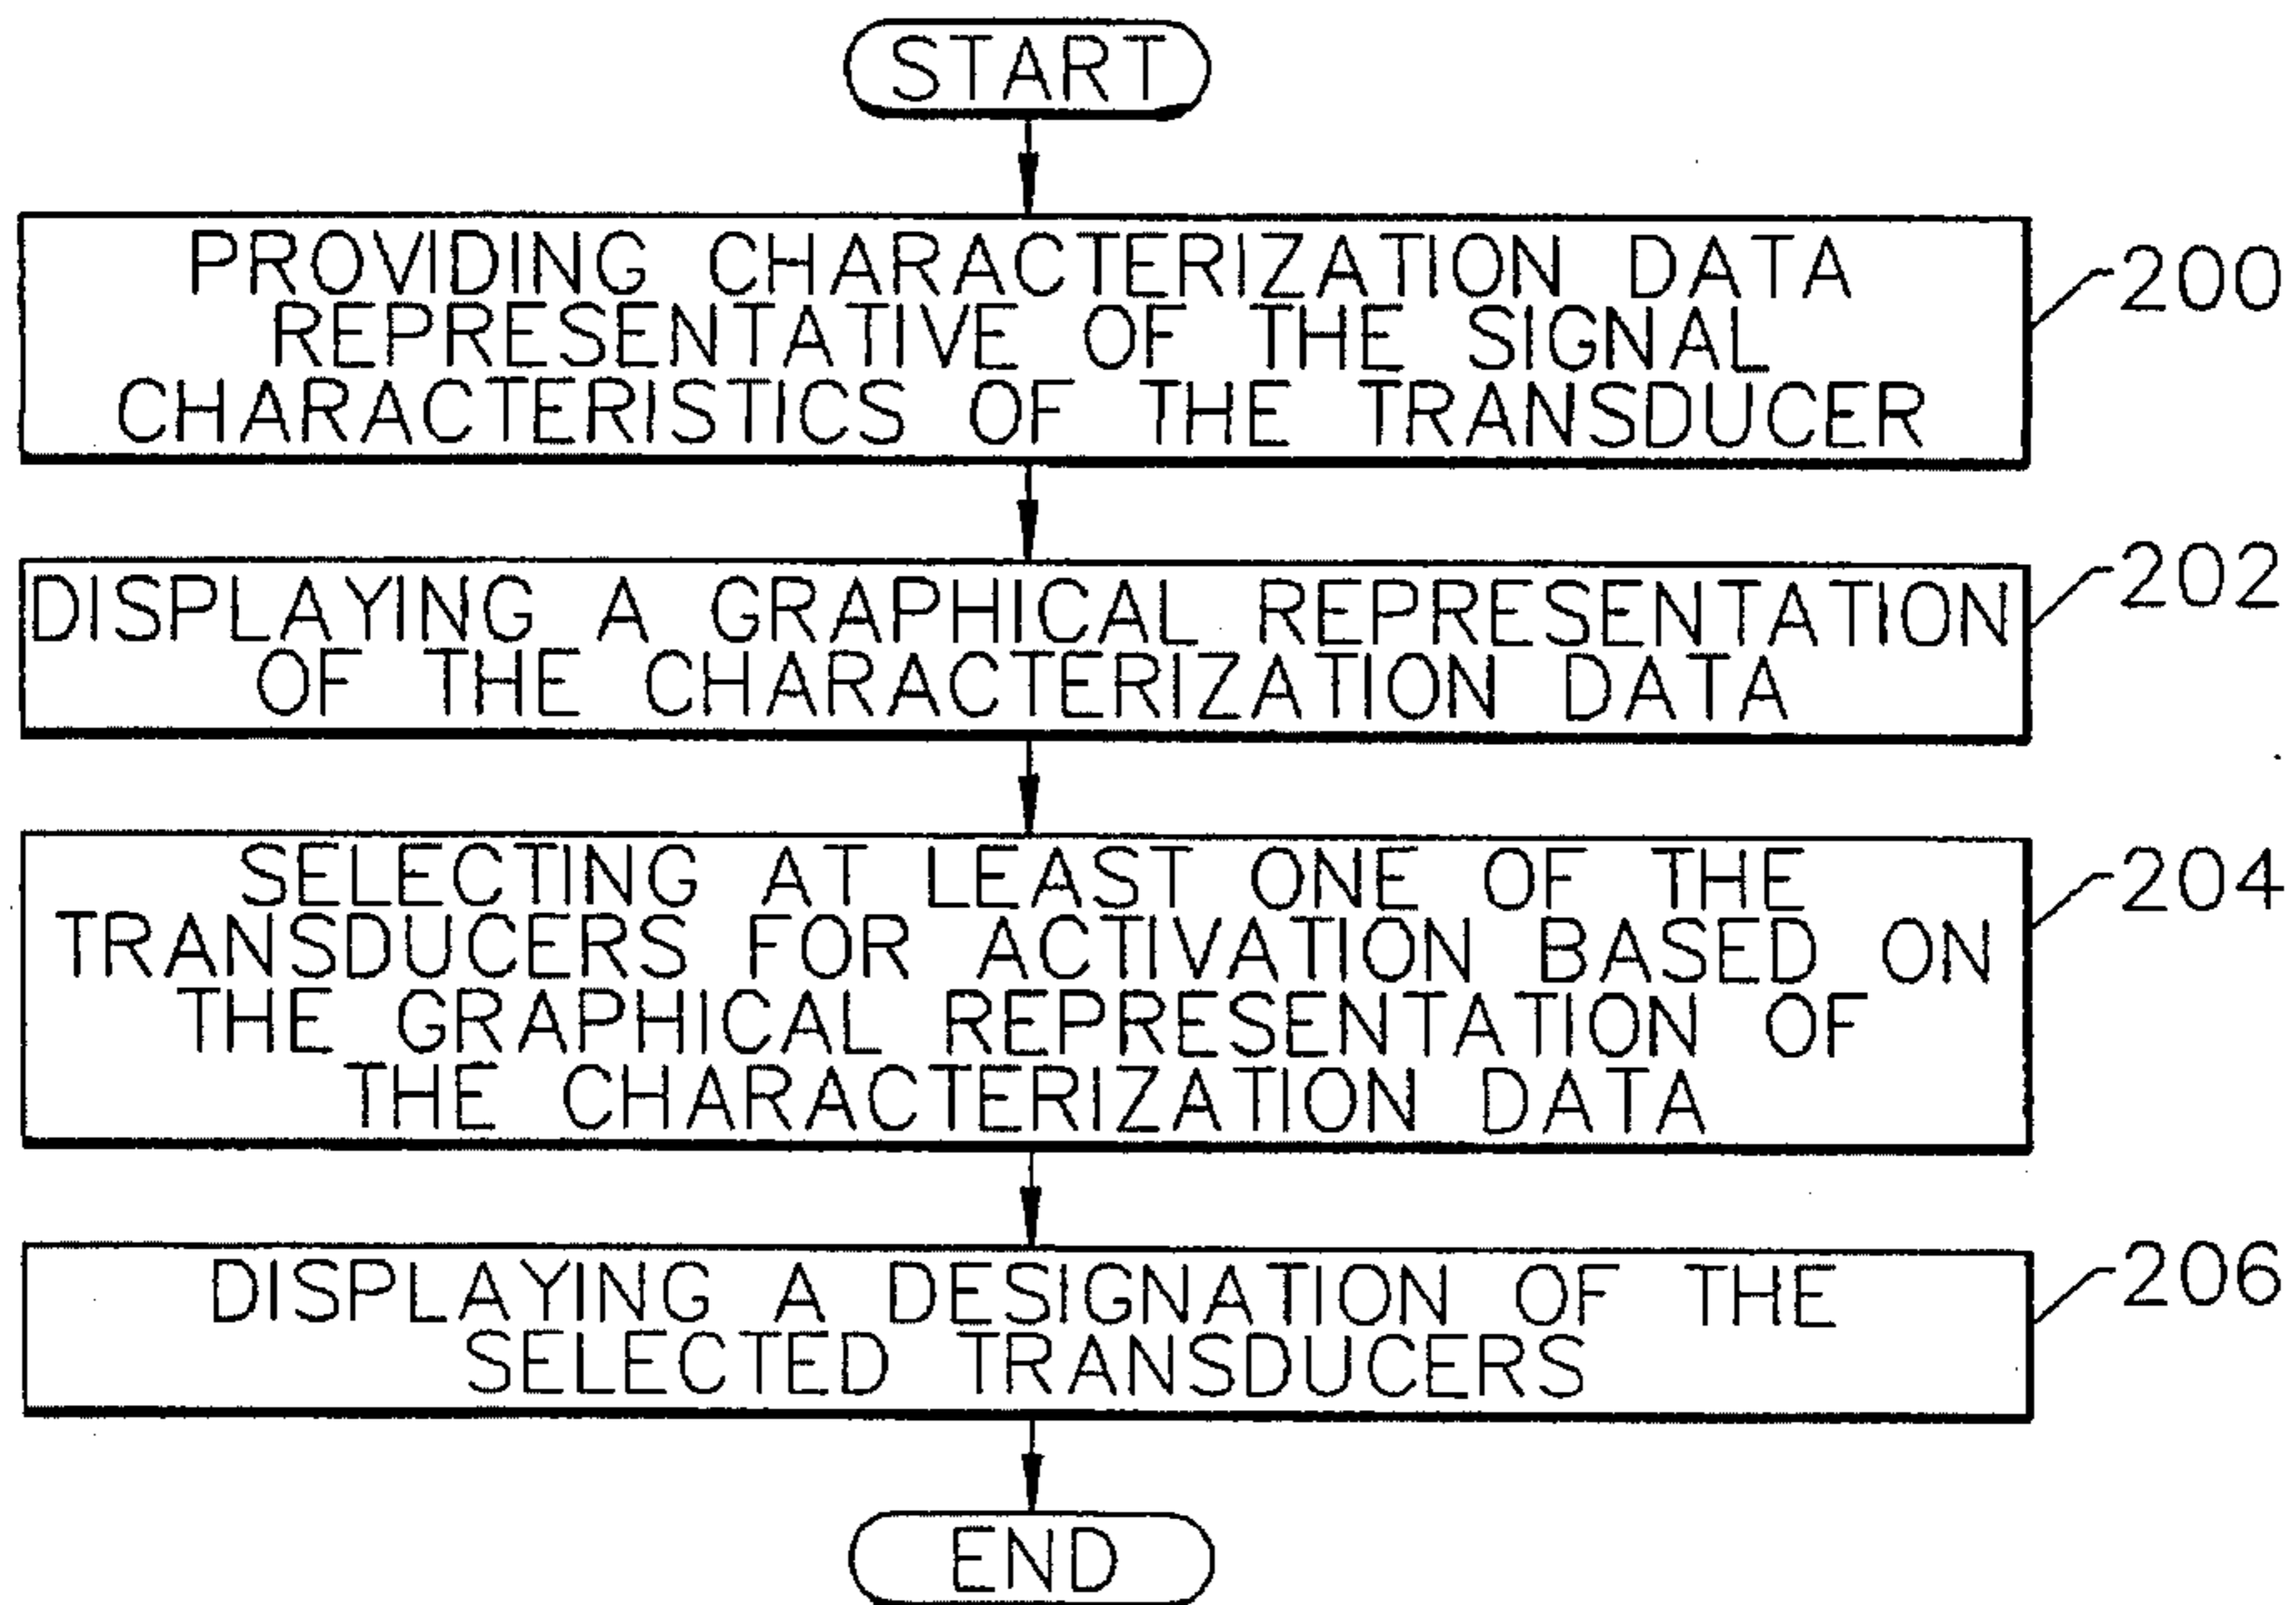 START
PROVIDING CHARACTERIZATION DATA
REPRESENTATIVE OF THE SIGNAL
CHARACTERISTICS OF THE TRANSDUCER
200
DISPLAYING A GRAPHICAL REPRESENTATION
OF THE CHARACTERIZATION DATA
202
SELECTING AT LEAST ONE OF THE
TRANSDUCERS FOR ACTIVATION BASED ON
THE GRAPHICAL REPRESENTATION OF
THE CHARACTERIZATION DATA
204
DISPLAYING A DESIGNATION OF THE
SELECTED TRANSDUCERS
206
END